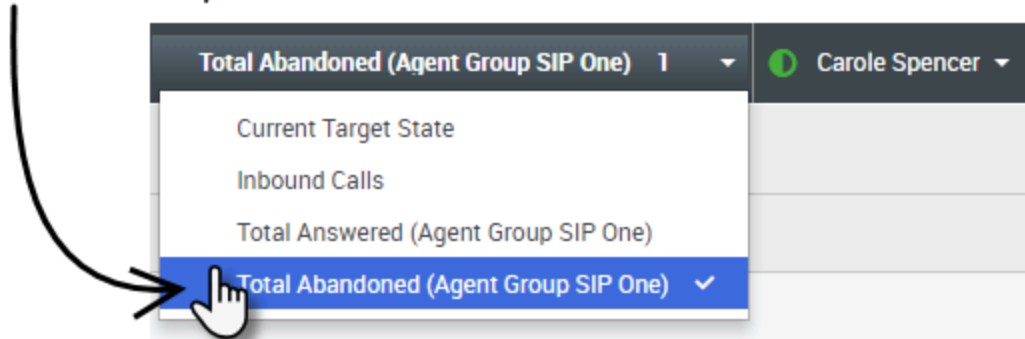 Total Abandoned (Agent Group SIP One) 1
Carole Spencer
Current Target State
Inbound Calls
Total Answered (Agent Group SIP One)
Total Abandoned (Agent Group SIP One)